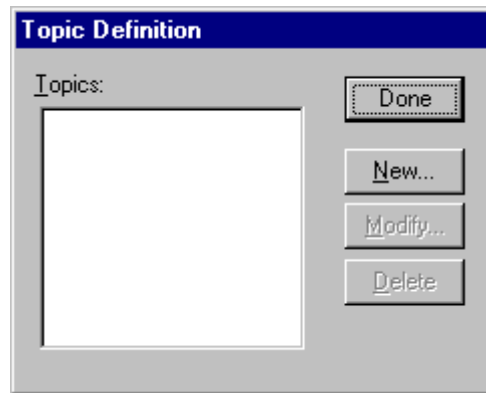 Topic Definition
Topics:
Done
New...
Modify...
Delete